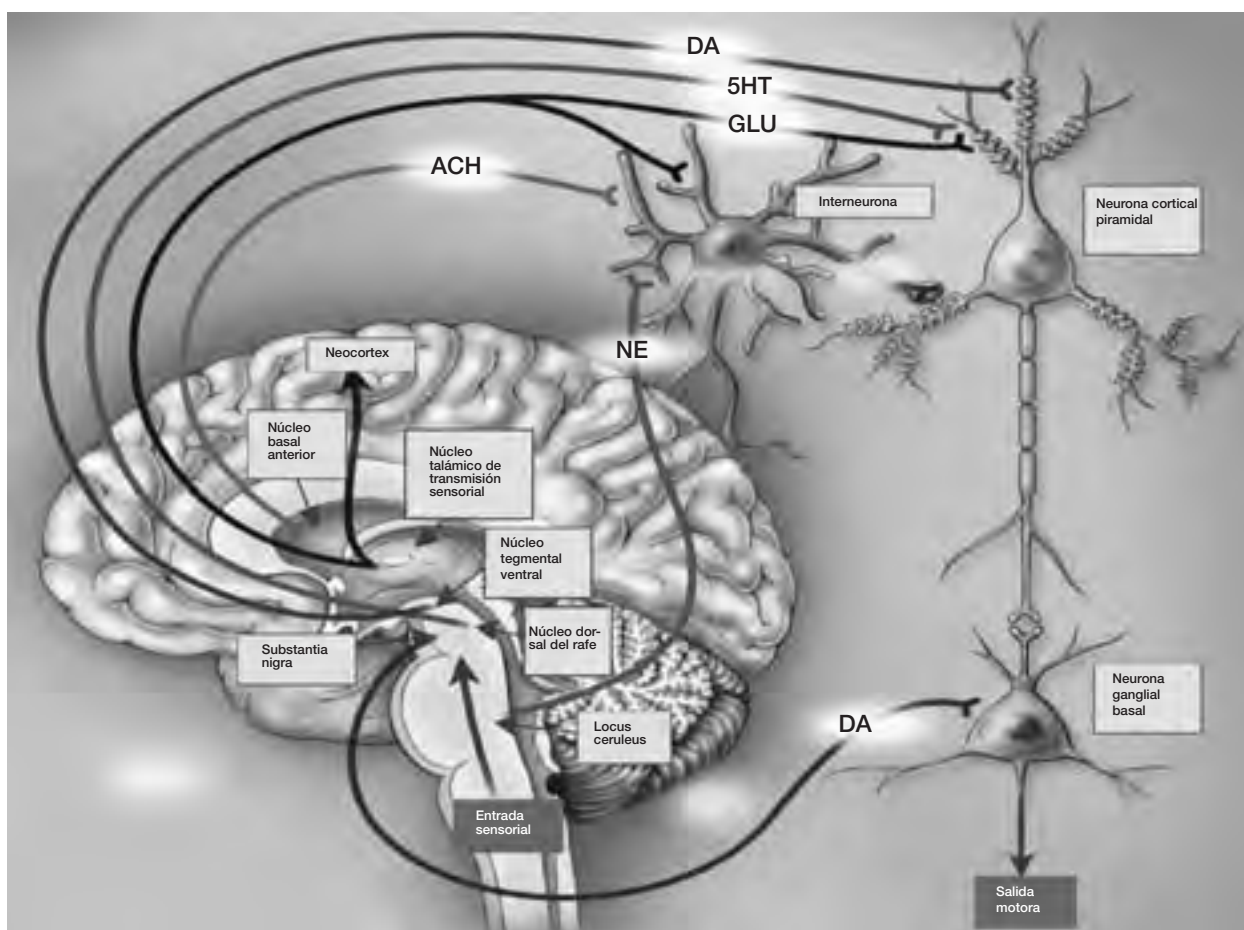 DA
5HT
GLU
ACH
Interneurona
Neurona cortical
piramidal
NE
Neocortex
Núcleo
basal
anterior
Núcleo
talámico de
transmisión
sensorial
Núcleo
tegmental
ventral
Núcleo dor-
sal del rafe
Substantia
nigra
Locus
ceruleus
Entrada
sensorial
DA
Neurona
ganglial
basal
Salida
motora